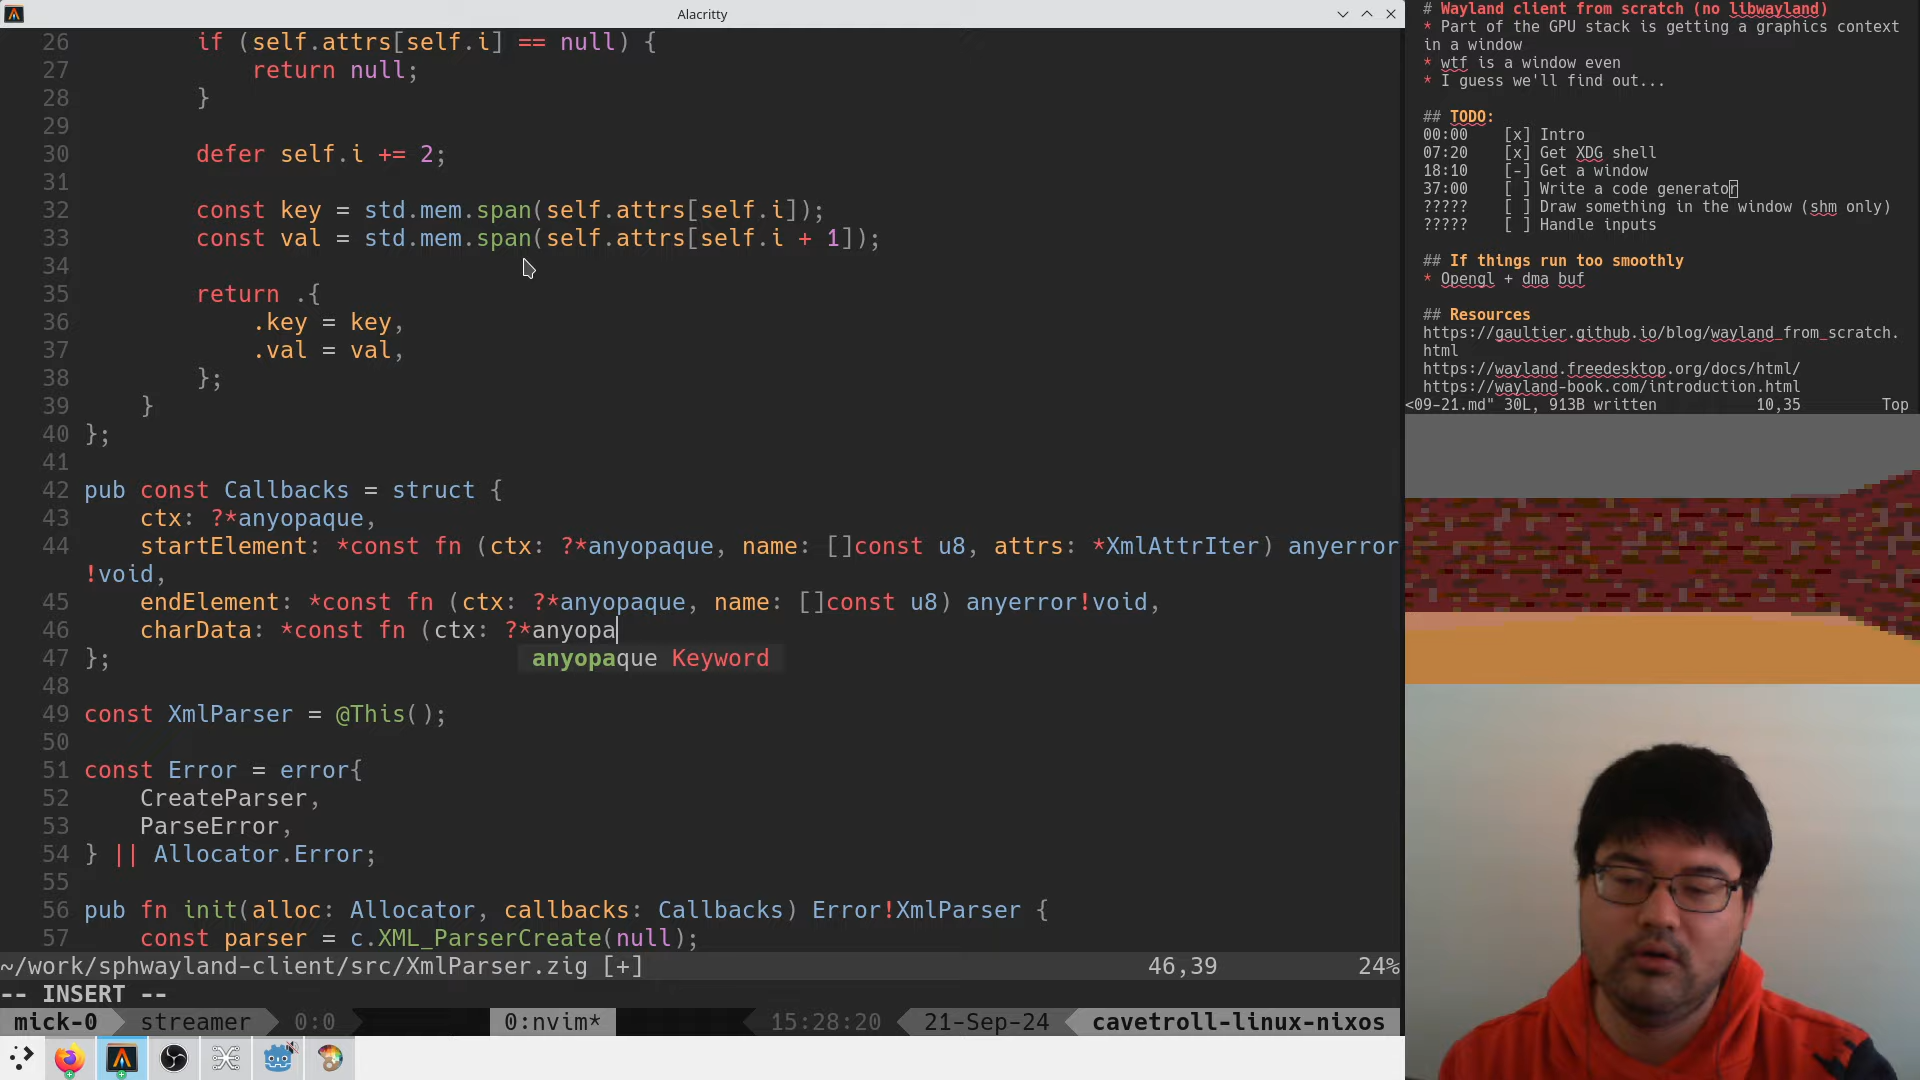 Alacritty
26 if (self.attrs[self.i] == null) {
27 return null;
28 }
29
30 defer self.i += 2;
31
32 const key = std.mem.span(self.attrs[self.i]);
33 const val = std.mem.span(self.attrs[self.i + 1]);
34
35 return .{
36 .key = key,
37 .val = val,
38 };
39 }
40 };
41
42 pub const Callbacks = struct {
43 ctx: ?*anyopaque,
44 startElement: *const fn (ctx: ?*anyopaque, name: []const u8, attrs: *XmlAttrIter) anyerror
!void,
45 endElement: *const fn (ctx: ?*anyopaque, name: []const u8) anyerror!void,
46 charData: *const fn (ctx: ?*anyopa
anyopaque Keyword
47 };
48
49 const XmlParser = @This();
50
51 const Error = error{
52 CreateParser,
53 ParseError,
54 } || Allocator.Error;
55
56 pub fn init(alloc: Allocator, callbacks: Callbacks) Error!XmlParser {
57 const parser = c.XML_ParserCreate(null);
~/work/sphwayland-client/src/XmlParser.zig [+] 46,39 24%
-- INSERT --
mick-0 streamer 0:0 0:nvim* 15:28:20 21-Sep-24 cavetroll-linux-nixos
# Wayland client from scratch (no libwayland)
* Part of the GPU stack is getting a graphics context
in a window
* wtf is a window even
* I guess we'll find out...
## TODO:
00:00 [x] Intro
07:20 [x] Get XDG shell
18:10 [-] Get a window
37:00 [ ] Write a code generator
????? [ ] Draw something in the window (shm only)
????? [ ] Handle inputs
## If things run too smoothly
* Opengl + dma buf
## Resources
https://gaultier.github.io/blog/wayland_from_scratch.
html
https://wayland.freedesktop.org/docs/html/
https://wayland-book.com/introduction.html
<09-21.md" 30L, 913B written 10,35 Top